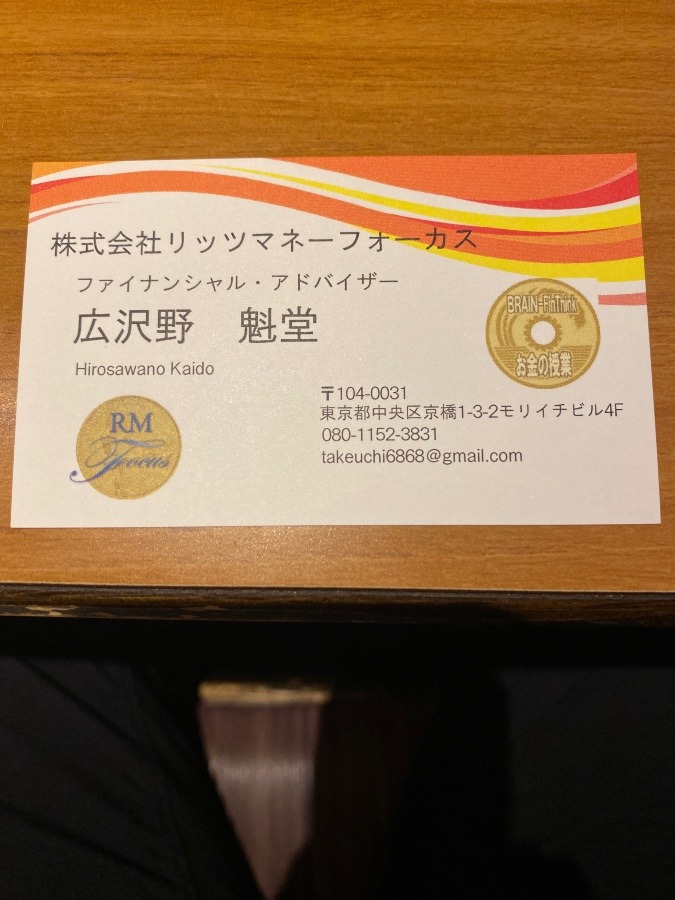 株式会社リッツマネーフォーカス
ファイナンシャル・アドバイザー
広沢野　魁堂
Hirosawano Kaido
BRAIN-FinThink
お金の授業
RM
Focus
〒104-0031
東京都中央区京橋1-3-2モリイチビル4F
080-1152-3831
takeuchi6868@gmail.com